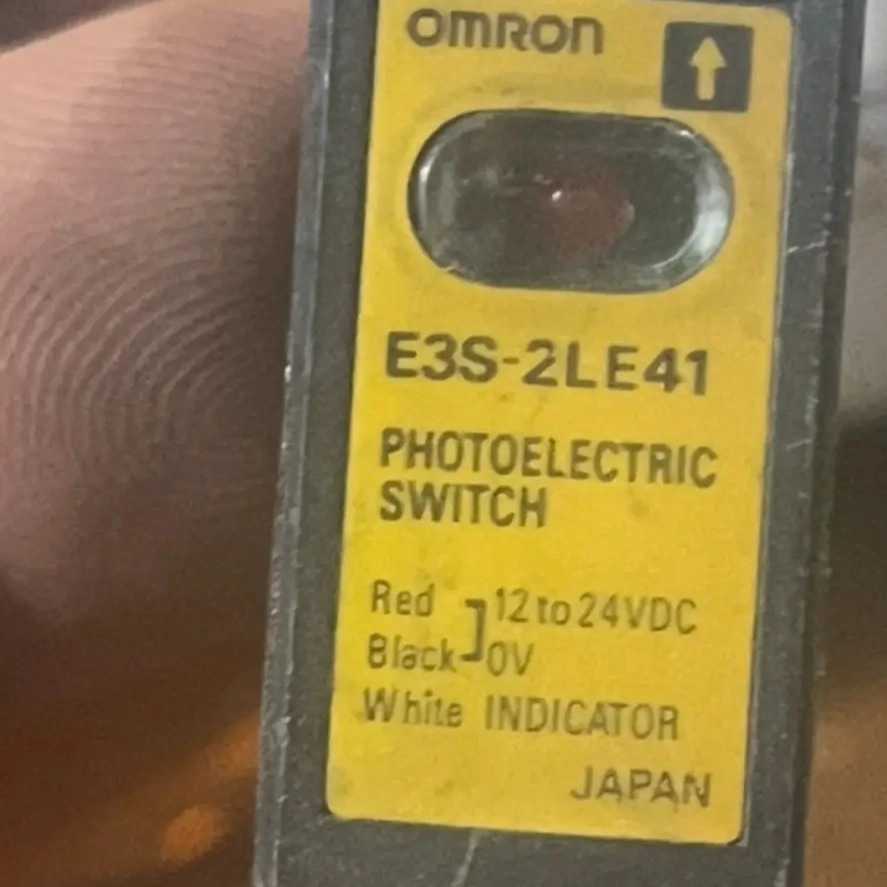 OMRON
E3S-2LE41
PHOTOELECTRIC
SWITCH
Red 12 to 24VDC
Black 0V
White INDICATOR
JAPAN